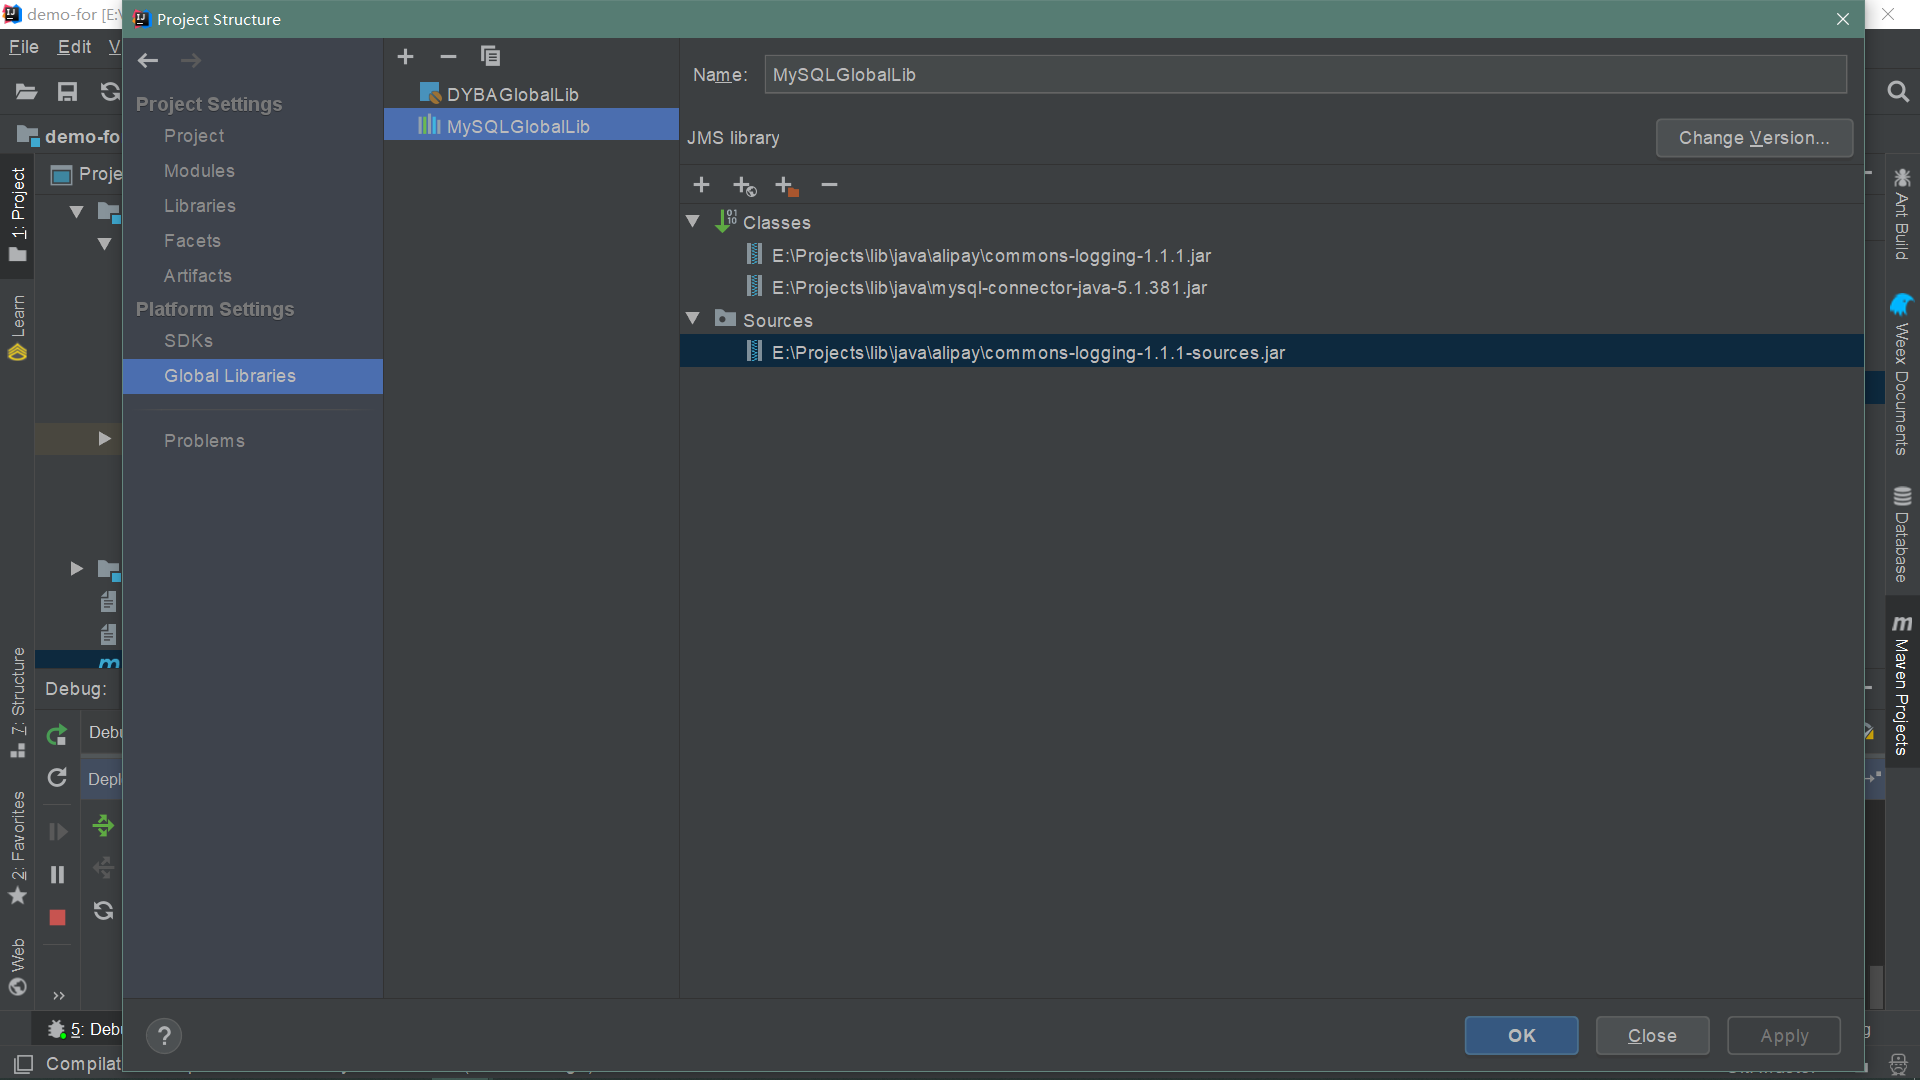 demo-for [E:\
Project Structure
File Edit V
Name: MySQLGlobalLib
DYBAGlobalLib
MySQLGlobalLib
Project Settings
Project
Modules
Libraries
Facets
Artifacts
Platform Settings
SDKs
Global Libraries
Problems
JMS library
Change Version...
Classes
E:\Projects\lib\java\alipay\commons-logging-1.1.1.jar
E:\Projects\lib\java\mysql-connector-java-5.1.381.jar
Sources
E:\Projects\lib\java\alipay\commons-logging-1.1.1-sources.jar
demo-fo
Proje
1: Project
Learn
7: Structure
2: Favorites
Web
Debug:
Debu
Depl
5: Debu
Compilat
Ant Build
Weex Documents
Database
Maven Projects
?
OK
Close
Apply